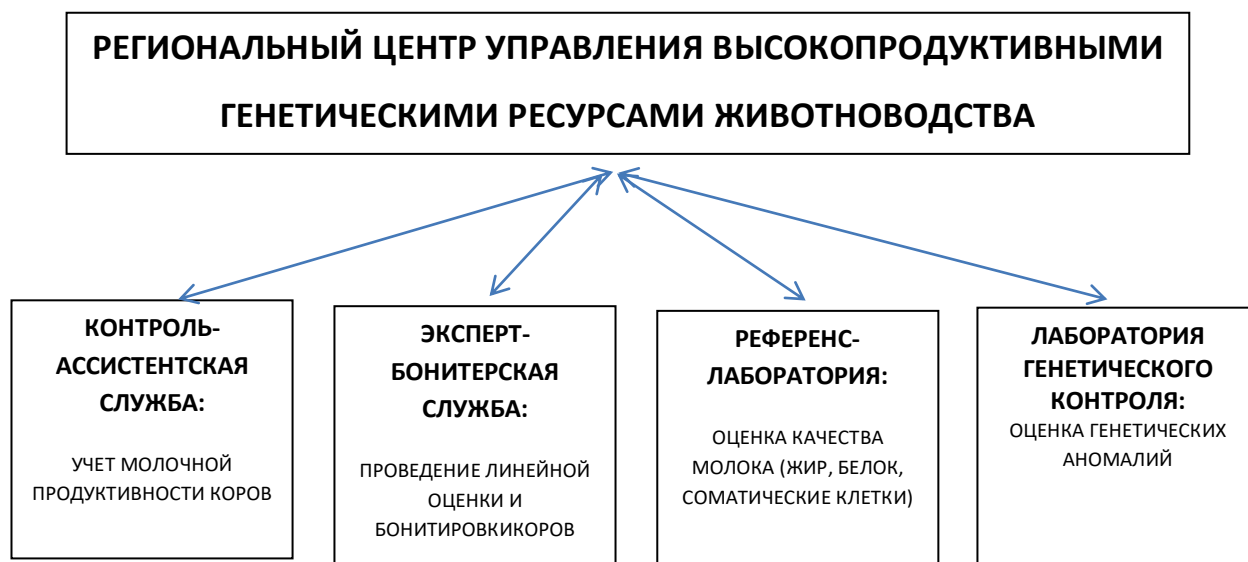 РЕГИОНАЛЬНЫЙ ЦЕНТР УПРАВЛЕНИЯ ВЫСОКОПРОДУКТИВНЫМИ
ГЕНЕТИЧЕСКИМИ РЕСУРСАМИ ЖИВОТНОВОДСТВА
КОНТРОЛЬ-
АССИСТЕНТСКАЯ
СЛУЖБА:
УЧЕТ МОЛОЧНОЙ
ПРОДУКТИВНОСТИ КОРОВ
ЭКСПЕРТ-
БОНИТЕРСКАЯ
СЛУЖБА:
ПРОВЕДЕНИЕ ЛИНЕЙНОЙ
ОЦЕНКИ И
БОНИТИРОВКИКОРОВ
РЕФЕРЕНС-
ЛАБОРАТОРИЯ:
ОЦЕНКА КАЧЕСТВА
МОЛОКА (ЖИР, БЕЛОК,
СОМАТИЧЕСКИЕ КЛЕТКИ)
ЛАБОРАТОРИЯ
ГЕНЕТИЧЕСКОГО
КОНТРОЛЯ:
ОЦЕНКА ГЕНЕТИЧЕСКИХ
АНОМАЛИЙ